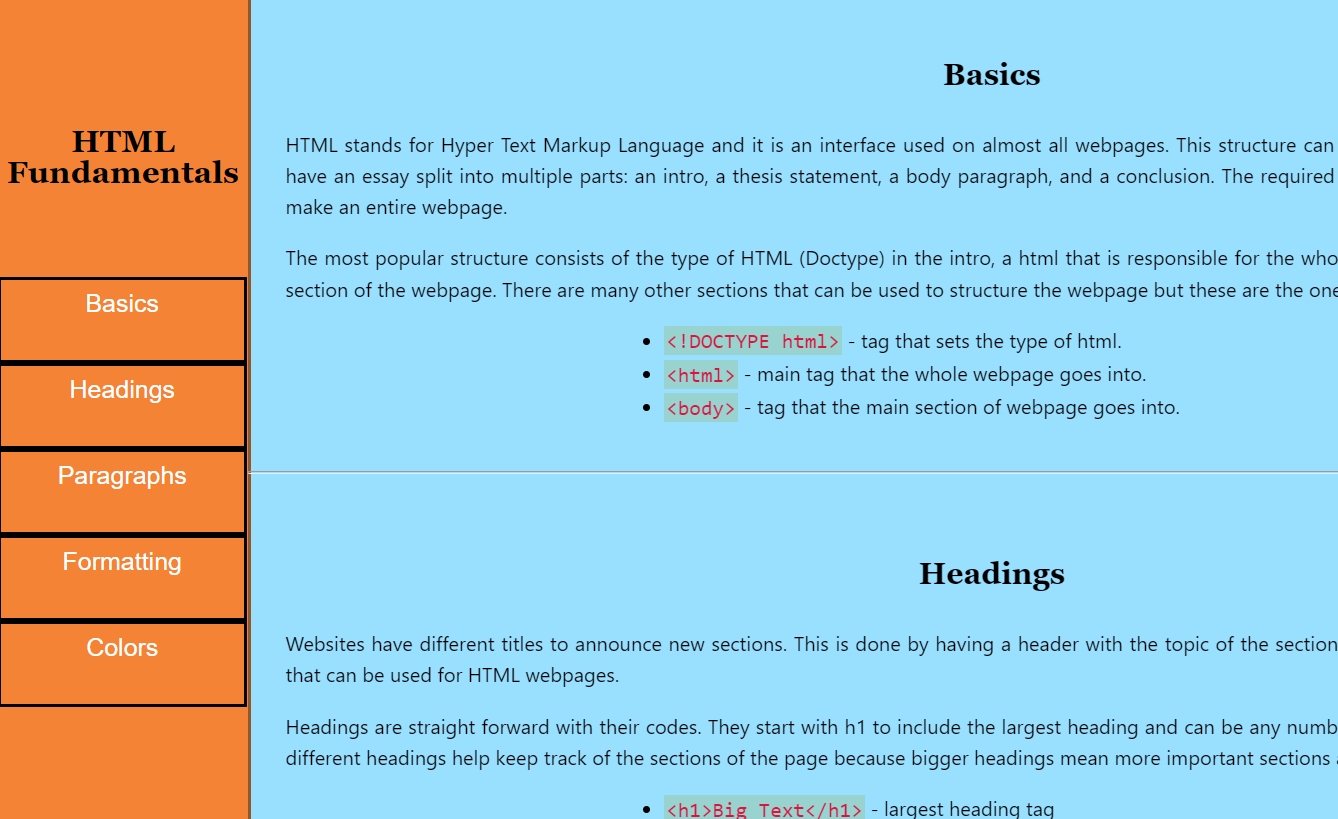 HTML
Fundamentals
Basics
Headings
Paragraphs
Formatting
Colors
Basics
HTML stands for Hyper Text Markup Language and it is an interface used on almost all webpages. This structure can
have an essay split into multiple parts: an intro, a thesis statement, a body paragraph, and a conclusion. The required
make an entire webpage.
The most popular structure consists of the type of HTML (Doctype) in the intro, a html that is responsible for the who
section of the webpage. There are many other sections that can be used to structure the webpage but these are the one
<!DOCTYPE html> - tag that sets the type of html.
<html> - main tag that the whole webpage goes into.
<body> - tag that the main section of webpage goes into.
Headings
Websites have different titles to announce new sections. This is done by having a header with the topic of the section
that can be used for HTML webpages.
Headings are straight forward with their codes. They start with h1 to include the largest heading and can be any numb
different headings help keep track of the sections of the page because bigger headings mean more important sections
<h1>Big Text</h1> - largest heading tag